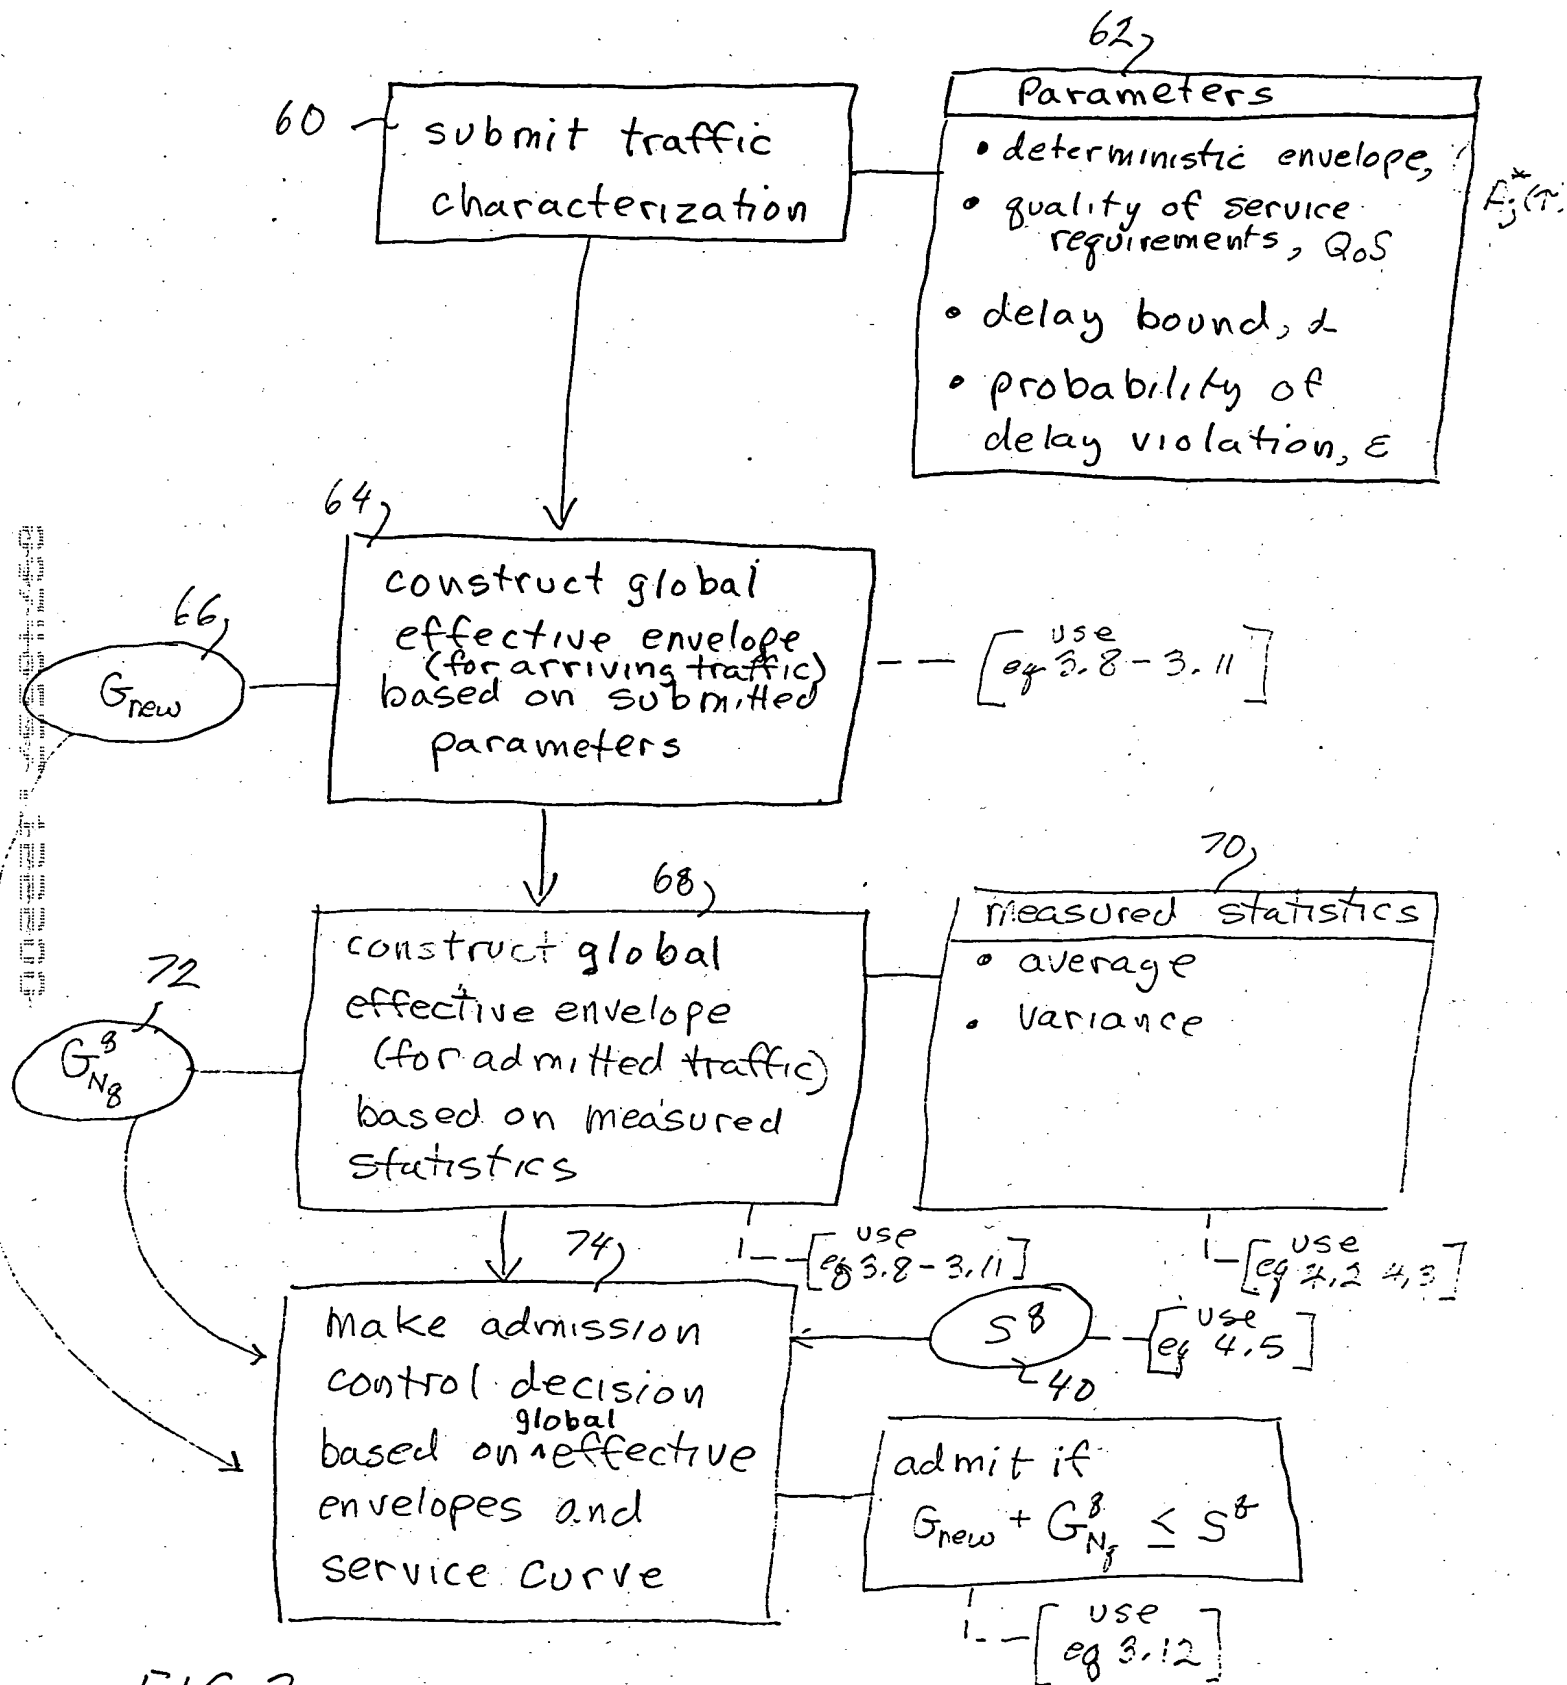 62
Parameters
60
submit traffic
characterization
• deterministic envelope,
A*j(τ
• quality of service
requirements, QoS
• delay bound, d
• probability of
delay violation, ε
64
construct global
effective envelope
(for arriving traffic)
based on submitted
parameters
66
Gnew
[use
eq 3.8 - 3.11]
68
construct global
effective envelope
(for admitted traffic)
based on measured
statistics
70
measured statistics
• average
• variance
72
G^g_Ng
[use
eq 3.8 - 3.11]
[use
eq 4.2 4.3]
74
make admission
control decision
global
based on ^ effective
envelopes and
service curve
S^g
40
[use
eq 4.5]
admit if
Gnew + G^g_Ng ≤ S^g
[use
eq 3.12]